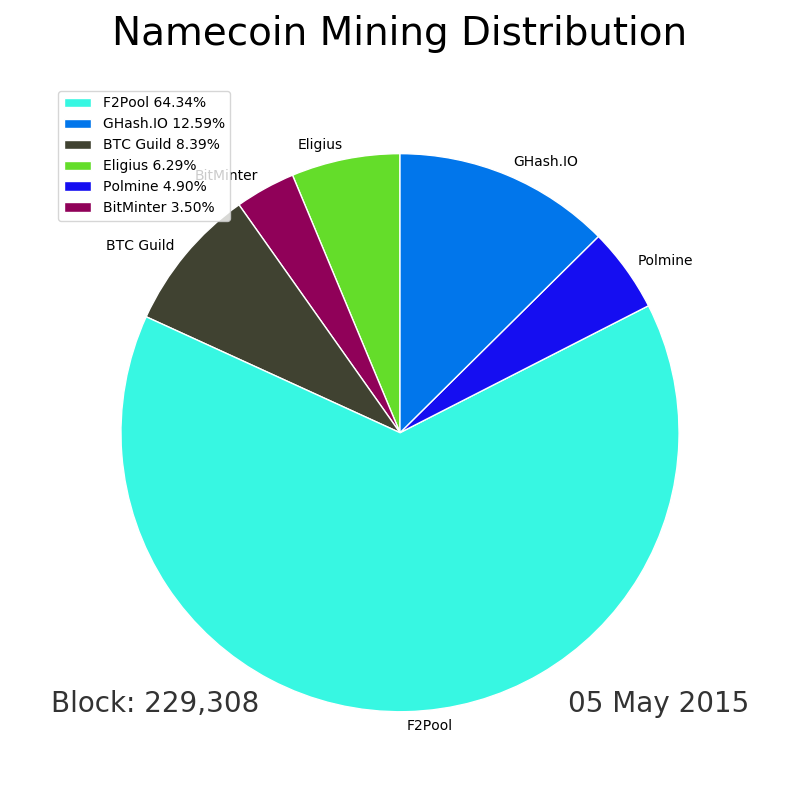 Namecoin Mining Distribution
F2Pool 64.34%
GHash.IO 12.59%
BTC Guild 8.39%
Eligius 6.29%
Polmine 4.90%
BitMinter 3.50%
Eligius
GHash.IO
BitMinter
BTC Guild
Polmine
Block: 229,308
05 May 2015
F2Pool